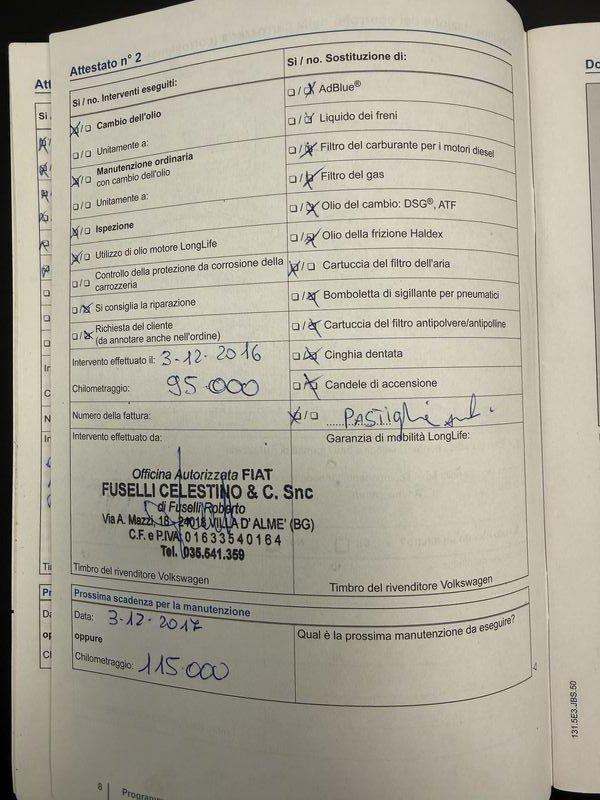 Attestato n° 2
Sì / no. Interventi eseguiti:
Cambio dell'olio
Unitamente a:
Manutenzione ordinaria
con cambio dell'olio
Unitamente a:
Ispezione
Utilizzo di olio motore LongLife
Controllo della protezione da corrosione della
carrozzeria
Si consiglia la riparazione
Richiesta del cliente
(da annotare anche nell'ordine)
Intervento effettuato il: 3-12-2016
Chilometraggio: 95.000
Numero della fattura:
Intervento effettuato da:
Officina Autorizzata FIAT
FUSELLI CELESTINO & C. Snc
di Fuselli Roberto
Via A. Mazzi, 18 - 24018 VILLA D' ALME' (BG)
C.F. e P.IVA 01633540164
Tel. 035.541.359
Timbro del rivenditore Volkswagen
Sì / no. Sostituzione di:
AdBlue®
Liquido dei freni
Filtro del carburante per i motori diesel
Filtro del gas
Olio del cambio: DSG®, ATF
Olio della frizione Haldex
Cartuccia del filtro dell'aria
Bomboletta di sigillante per pneumatici
Cartuccia del filtro antipolvere/antipolline
Cinghia dentata
Candele di accensione
PASTIGLIE
Garanzia di mobilità LongLife:
Timbro del rivenditore Volkswagen
Prossima scadenza per la manutenzione
Data: 3-12-2017
oppure
Chilometraggio: 115.000
Qual è la prossima manutenzione da eseguire?
8
131.5E3.JBS.50